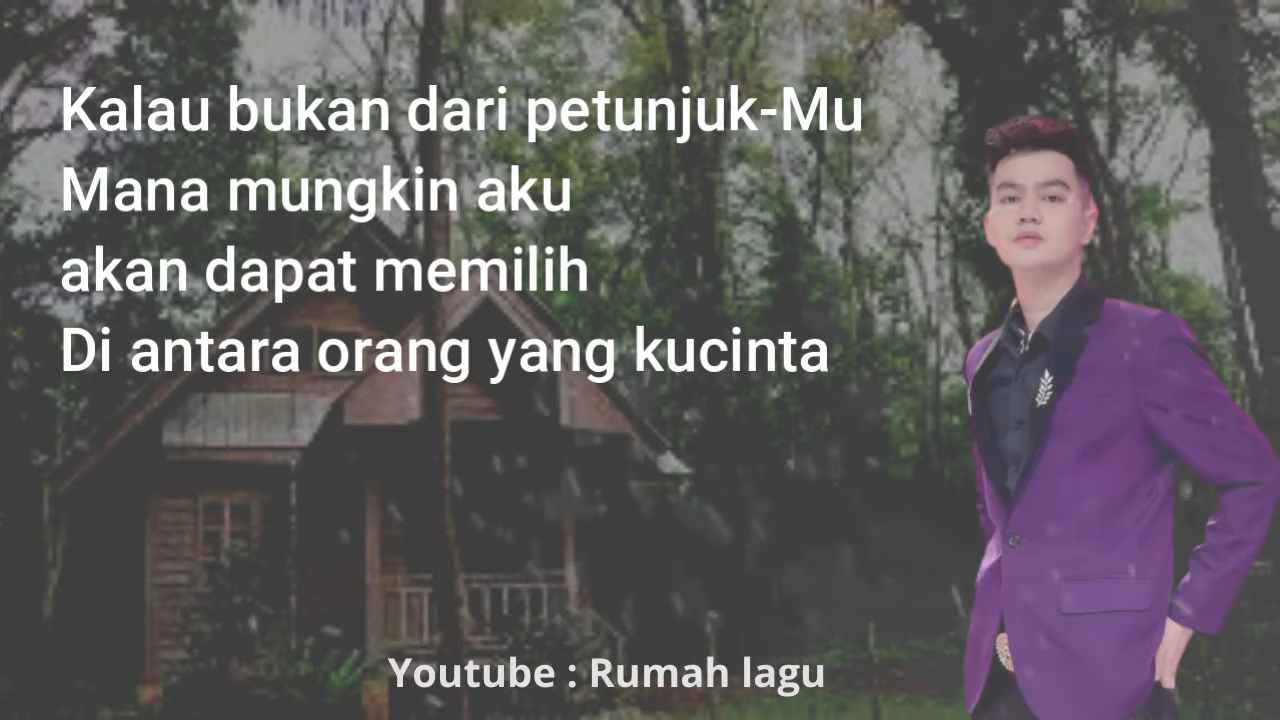 Kalau bukan dari petunjuk-Mu
Mana mungkin aku
akan dapat memilih
Di antara orang yang kucinta
Youtube : Rumah lagu